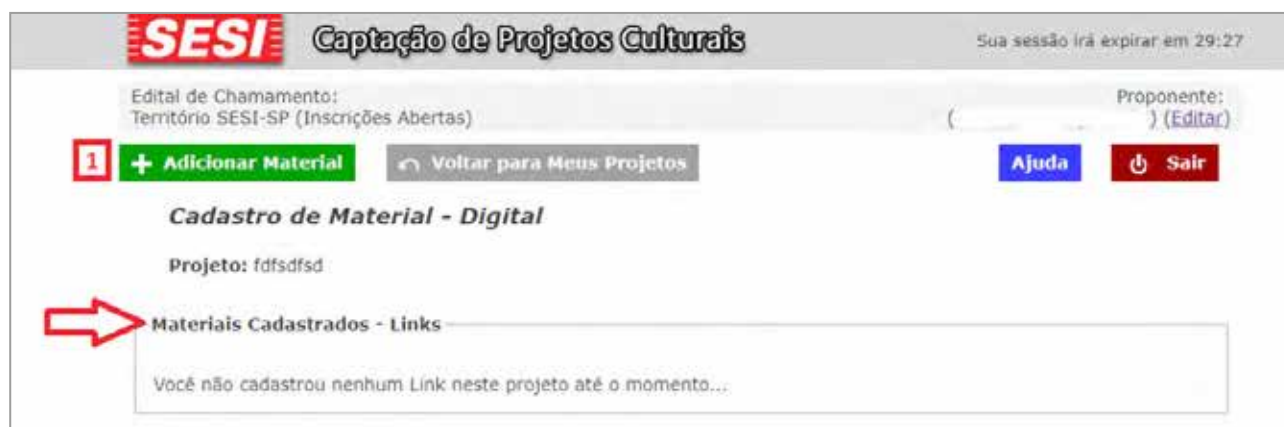 SESI Captação de Projetos Culturais Sua sessão irá expirar em 29:27
Edital de Chamamento: Proponente:
Território SESI-SP (Inscrições Abertas) ( ) (Editar)
1 + Adicionar Material Voltar para Meus Projetos Ajuda Sair
Cadastro de Material - Digital
Projeto: fdfsdfsd
Materiais Cadastrados - Links
Você não cadastrou nenhum Link neste projeto até o momento...